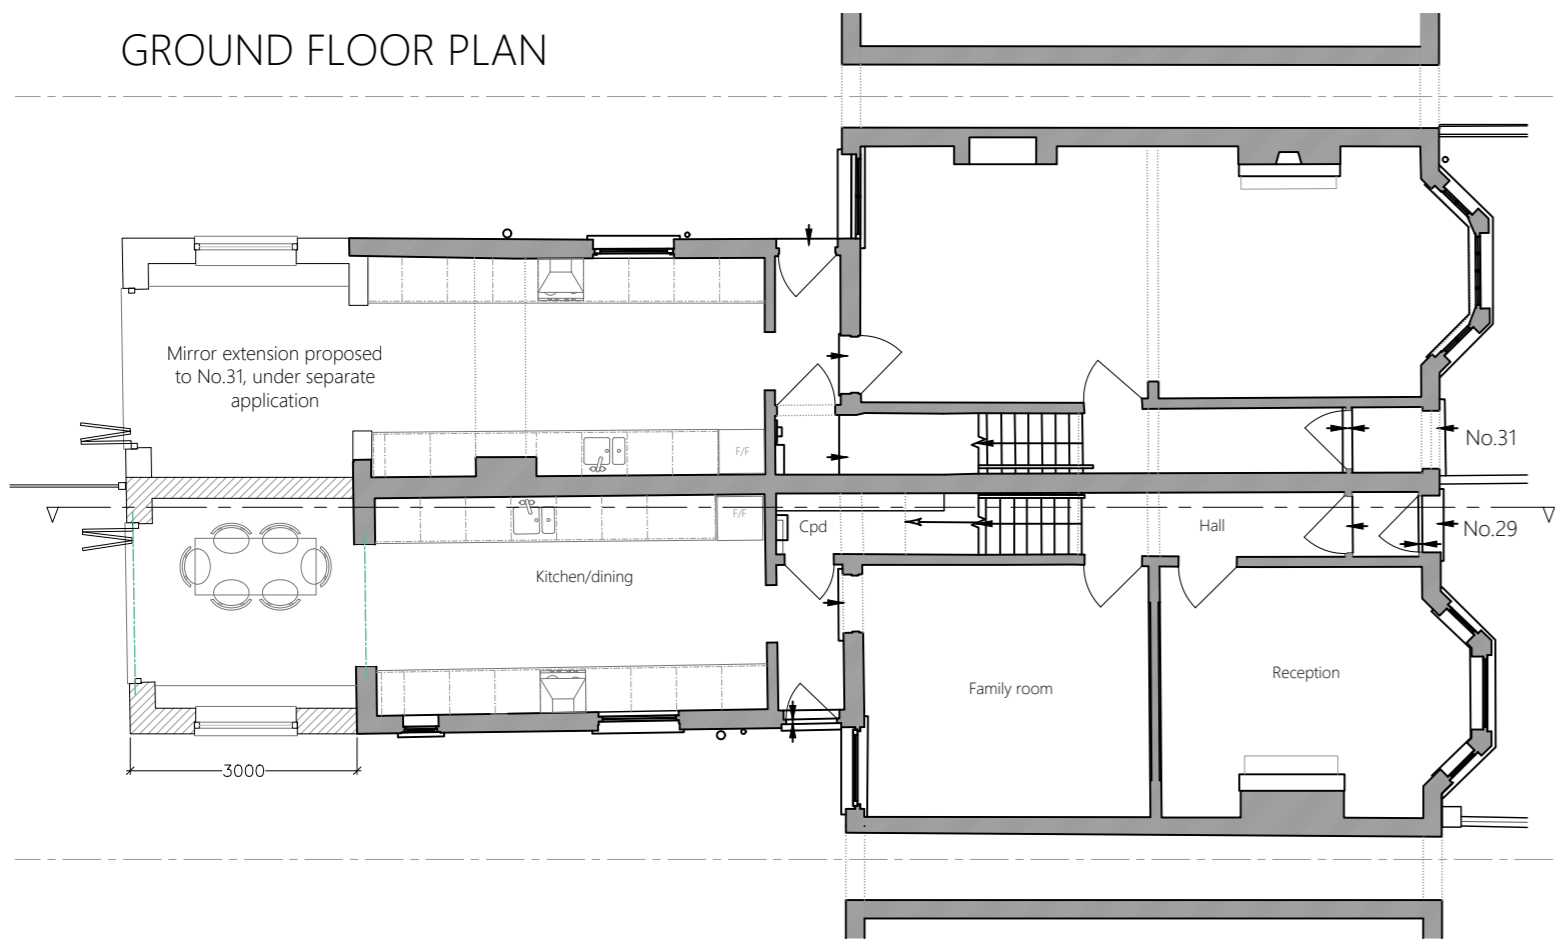 GROUND FLOOR PLAN
Mirror extension proposed
to No.31, under separate
application
F/F
No.31
F/F
Cpd
Hall
No.29
Kitchen/dining
Family room
Reception
3000